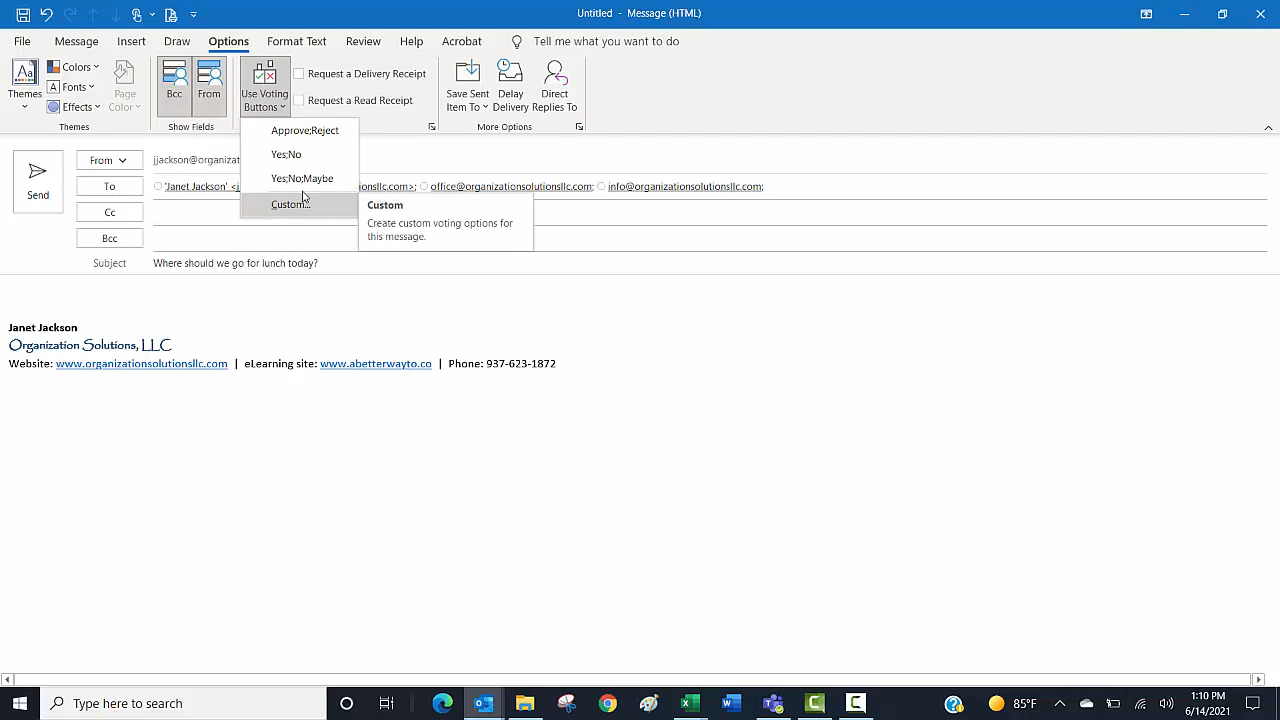 Untitled - Message (HTML)
File Message Insert Draw Options Format Text Review Help Acrobat Tell me what you want to do
Themes
Colors
Fonts
Effects
Page Color
Themes
Bcc
From
Show Fields
Use Voting Buttons
Request a Delivery Receipt
Request a Read Receipt
Save Sent Item To
Delay Delivery
Direct Replies To
More Options
Approve;Reject
Yes;No
Yes;No;Maybe
Custom...
Custom
Create custom voting options for
this message.
Send
From jjackson@organizat
To 'Janet Jackson' <j llc.com>; office@organizationsolutionsllc.com; info@organizationsolutionsllc.com;
Cc
Bcc
Subject Where should we go for lunch today?
Janet Jackson
Organization Solutions, LLC
Website: www.organizationsolutionsllc.com | eLearning site: www.abetterwayto.co | Phone: 937-623-1872
Type here to search
85°F
1:10 PM
6/14/2021